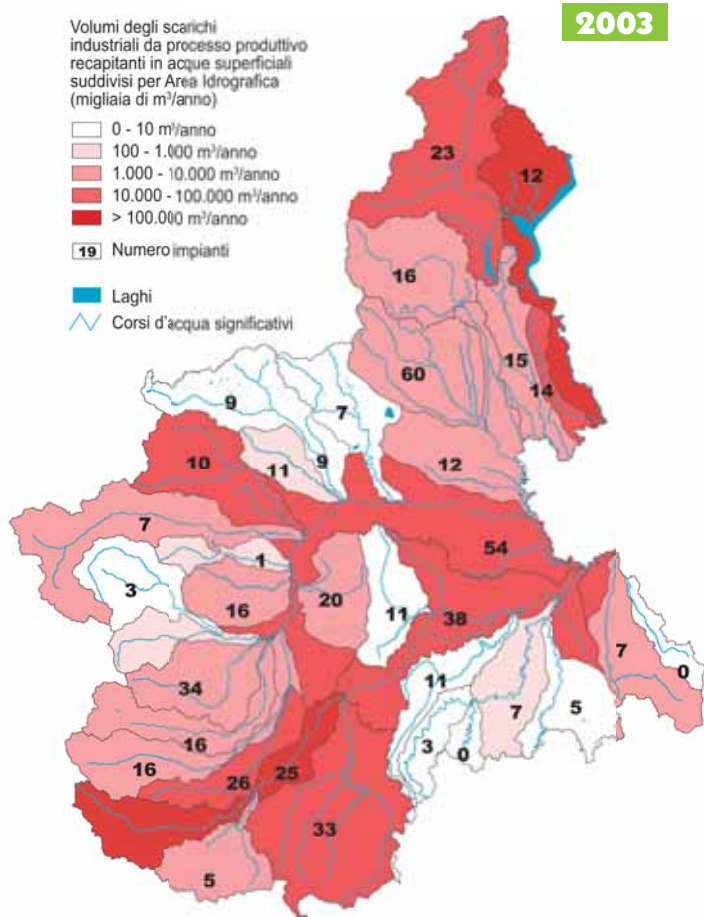 2003
Volumi degli scarichi
industriali da processo produttivo
recapitanti in acque superficiali
suddivisi per Area Idrografica
(migliaia di m³/anno)
0 - 10 m³/anno
100 - 1.000 m³/anno
1.000 - 10.000 m³/anno
10.000 - 100.000 m³/anno
> 100.000 m³/anno
19 Numero impianti
Laghi
Corsi d'acqua significativi
23
12
16
15
60
14
9
7
10
11
9
12
7
54
1
3
16
20
11
38
7
0
34
11
7
5
16
3
0
16
26
25
33
5